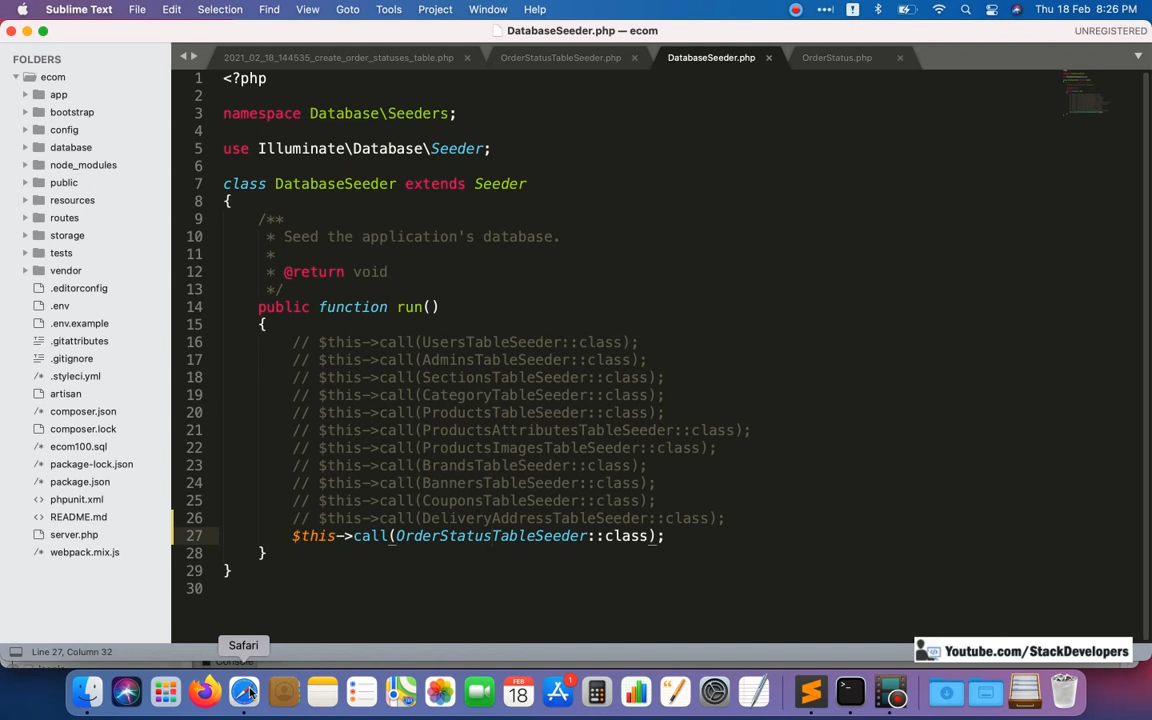 Sublime Text File Edit Selection Find View Goto Tools Project Window Help Thu 18 Feb 8:26 PM
DatabaseSeeder.php — ecom UNREGISTERED
FOLDERS
ecom
app
bootstrap
config
database
node_modules
public
resources
routes
storage
tests
vendor
.editorconfig
.env
.env.example
.gitattributes
.gitignore
.styleci.yml
artisan
composer.json
composer.lock
ecom100.sql
package-lock.json
package.json
phpunit.xml
README.md
server.php
webpack.mix.js
2021_02_18_144535_create_order_statuses_table.php OrderStatusTableSeeder.php DatabaseSeeder.php OrderStatus.php
1 <?php
2
3 namespace Database\Seeders;
4
5 use Illuminate\Database\Seeder;
6
7 class DatabaseSeeder extends Seeder
8 {
9 /**
10 * Seed the application's database.
11 *
12 * @return void
13 */
14 public function run()
15 {
16 // $this->call(UsersTableSeeder::class);
17 // $this->call(AdminsTableSeeder::class);
18 // $this->call(SectionsTableSeeder::class);
19 // $this->call(CategoryTableSeeder::class);
20 // $this->call(ProductsTableSeeder::class);
21 // $this->call(ProductsAttributesTableSeeder::class);
22 // $this->call(ProductsImagesTableSeeder::class);
23 // $this->call(BrandsTableSeeder::class);
24 // $this->call(BannersTableSeeder::class);
25 // $this->call(CouponsTableSeeder::class);
26 // $this->call(DeliveryAddressTableSeeder::class);
27 $this->call(OrderStatusTableSeeder::class);
28 }
29 }
30
Safari
Line 27, Column 32
Console
Youtube.com/StackDevelopers
FEB
18
1